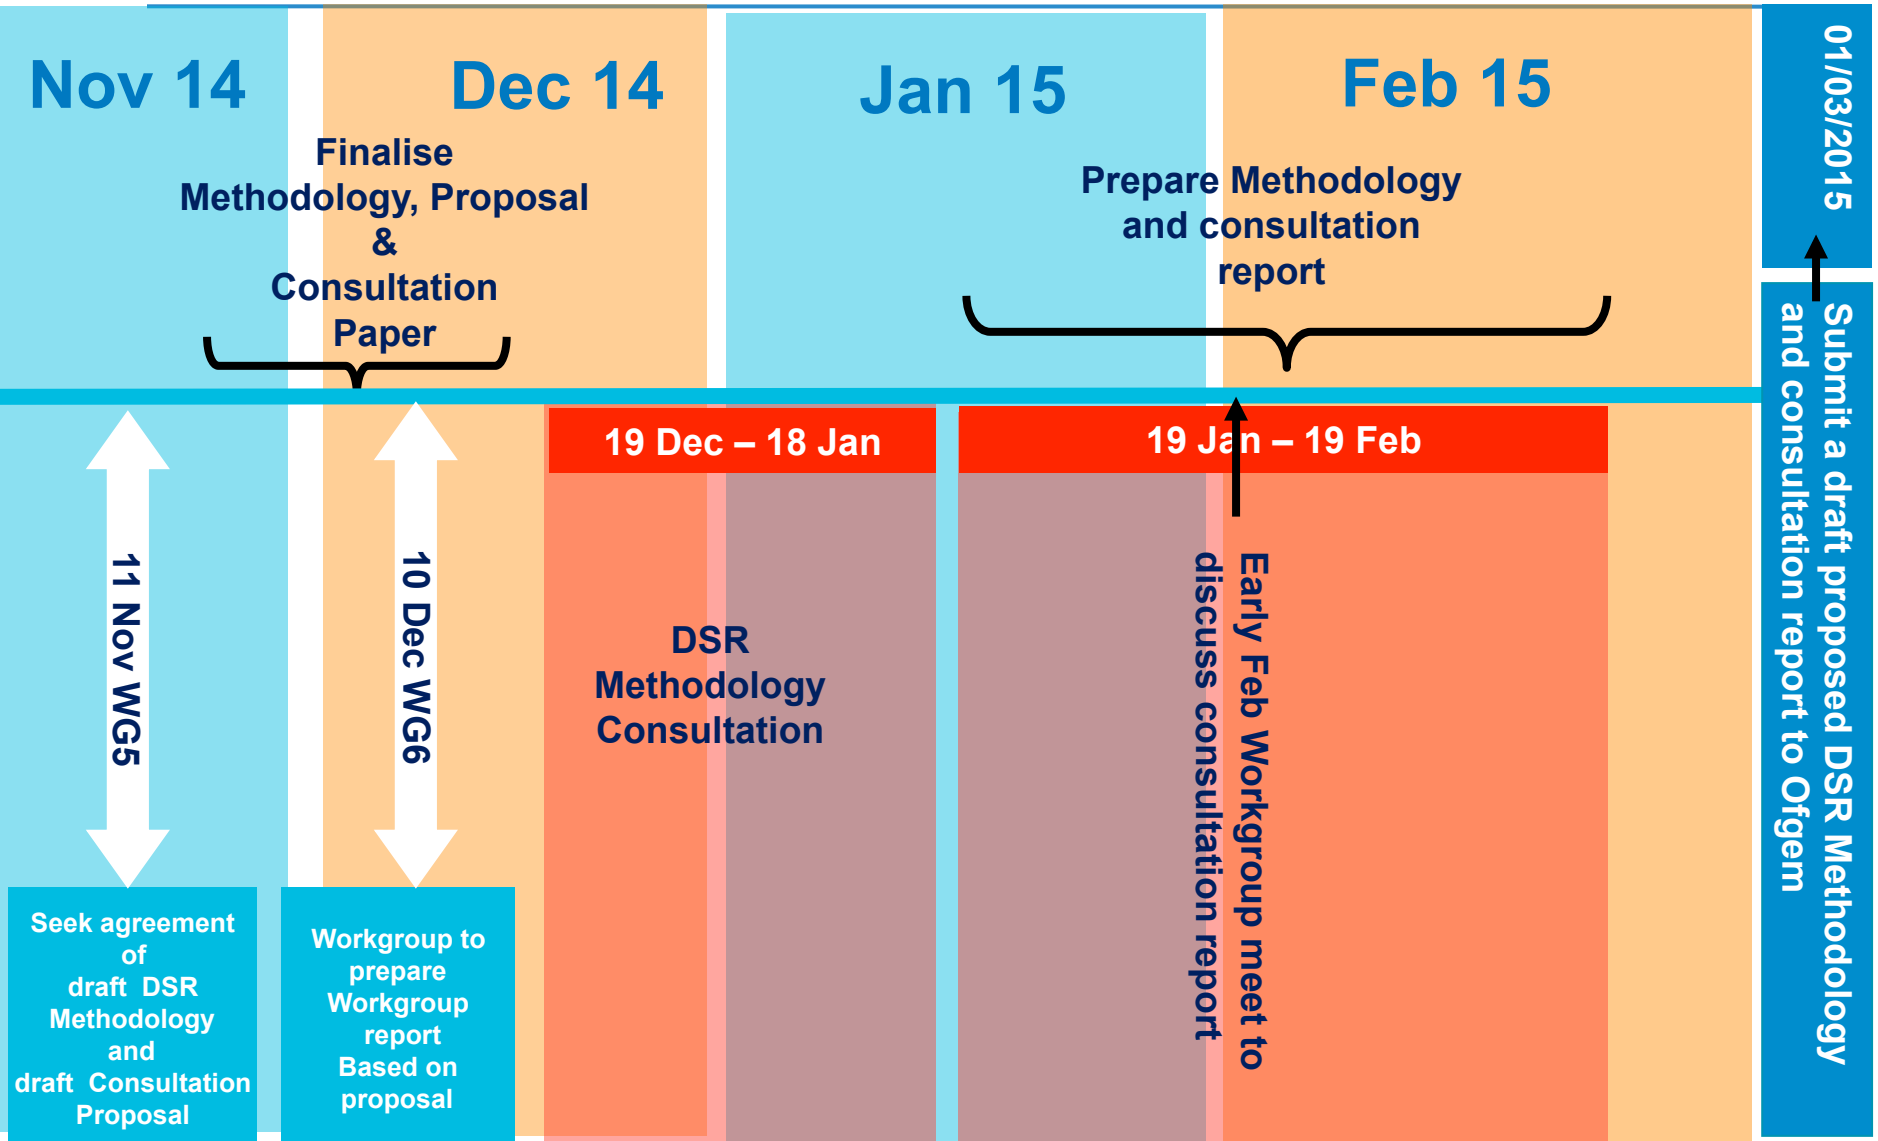 Nov 14
Dec 14
Jan 15
Feb 15
01/03/2015
Finalise
Methodology, Proposal
&
Consultation
Paper
Prepare Methodology
and consultation
report
19 Dec – 18 Jan
19 Jan – 19 Feb
11 Nov WG5
10 Dec WG6
DSR
Methodology
Consultation
Early Feb Workgroup meet to
discuss consultation report
Submit a draft proposed DSR Methodology
and consultation report to Ofgem
Seek agreement
of
draft  DSR
Methodology
and
draft  Consultation
Proposal
Workgroup to
prepare
Workgroup
report
Based on
proposal